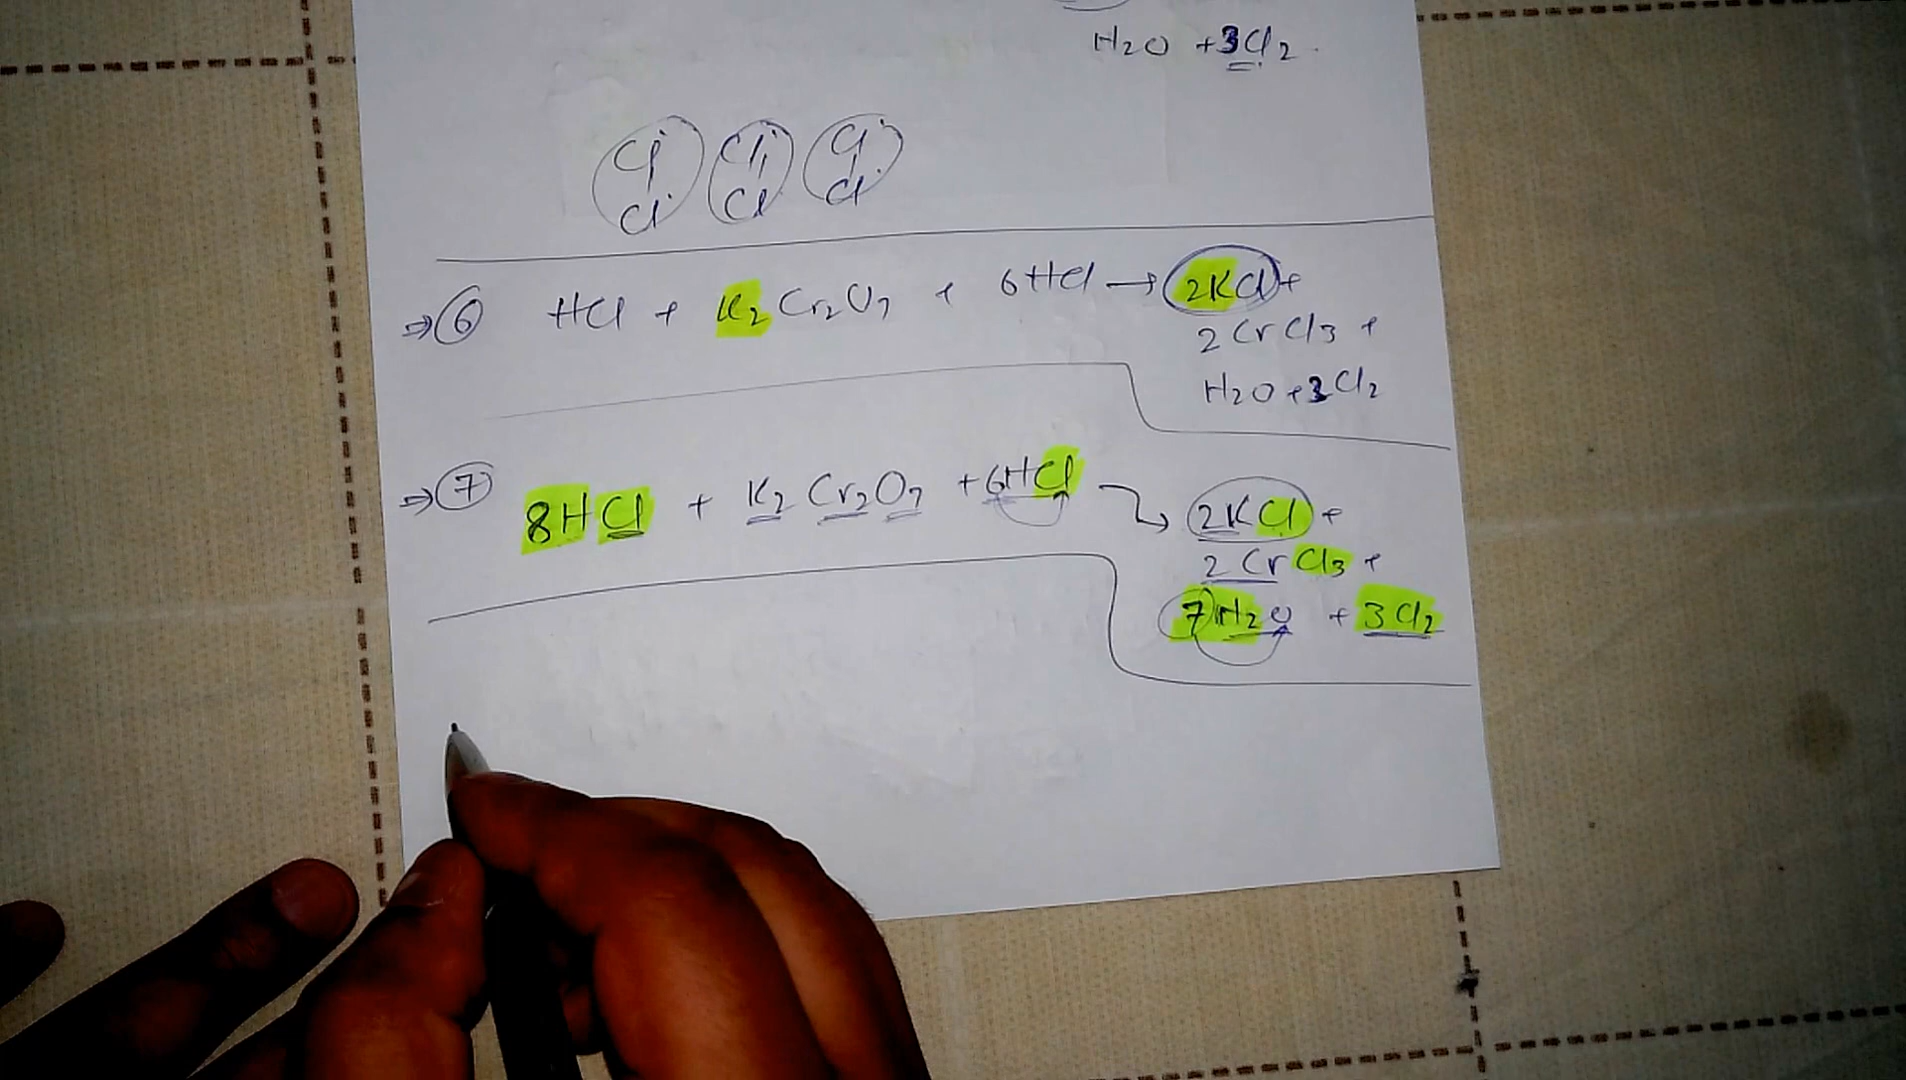 H2O + 3Cl2
Cl Cl Cl
Cl Cl Cl
⇒ 6 HCl + K2Cr2O7 + 6HCl → 2KCl +
2CrCl3 +
H2O + 3Cl2
⇒ 7 8HCl + K2Cr2O7 + 6HCl → 2KCl +
2CrCl3 +
7H2O + 3Cl2